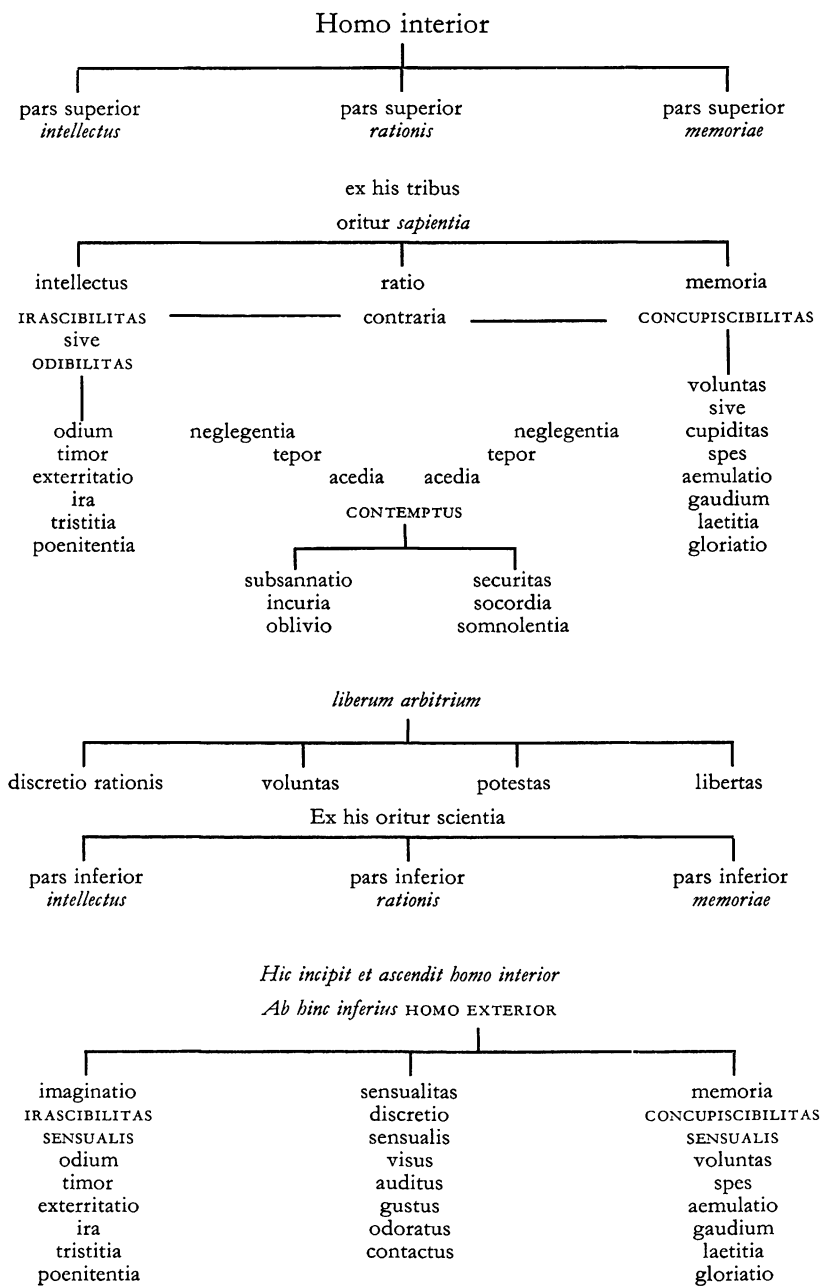 Homo interior
pars superior pars superior pars superior
intellectus rationis memoriae
ex his tribus
oritur sapientia
intellectus ratio memoria
IRASCIBILITAS contraria CONCUPISCIBILITAS
sive
ODIBILITAS
voluntas
sive
odium neglegentia neglegentia cupiditas
timor tepor tepor spes
exterritatio acedia acedia aemulatio
ira gaudium
CONTEMPTUS
tristitia laetitia
poenitentia gloriatio
subsannatio securitas
incuria socordia
oblivio somnolentia
liberum arbitrium
discretio rationis voluntas potestas libertas
Ex his oritur scientia
pars inferior pars inferior pars inferior
intellectus rationis memoriae
Hic incipit et ascendit homo interior
Ab hinc inferius HOMO EXTERIOR
imaginatio sensualitas memoria
IRASCIBILITAS discretio CONCUPISCIBILITAS
SENSUALIS sensualis SENSUALIS
odium visus voluntas
timor auditus spes
exterritatio gustus aemulatio
ira odoratus gaudium
tristitia contactus laetitia
poenitentia gloriatio